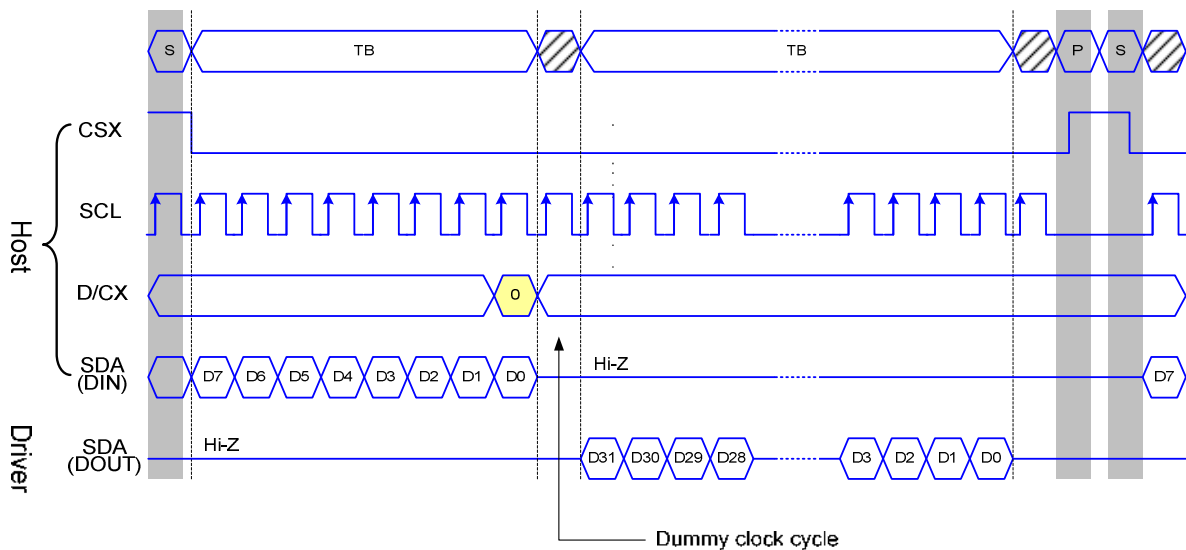 S TB TB P S
CSX
SCL
D/CX 0
SDA
(DIN) D7 D6 D5 D4 D3 D2 D1 D0 Hi-Z D7
SDA
(DOUT) Hi-Z D31 D30 D29 D28 D3 D2 D1 D0
Host
Driver
Dummy clock cycle